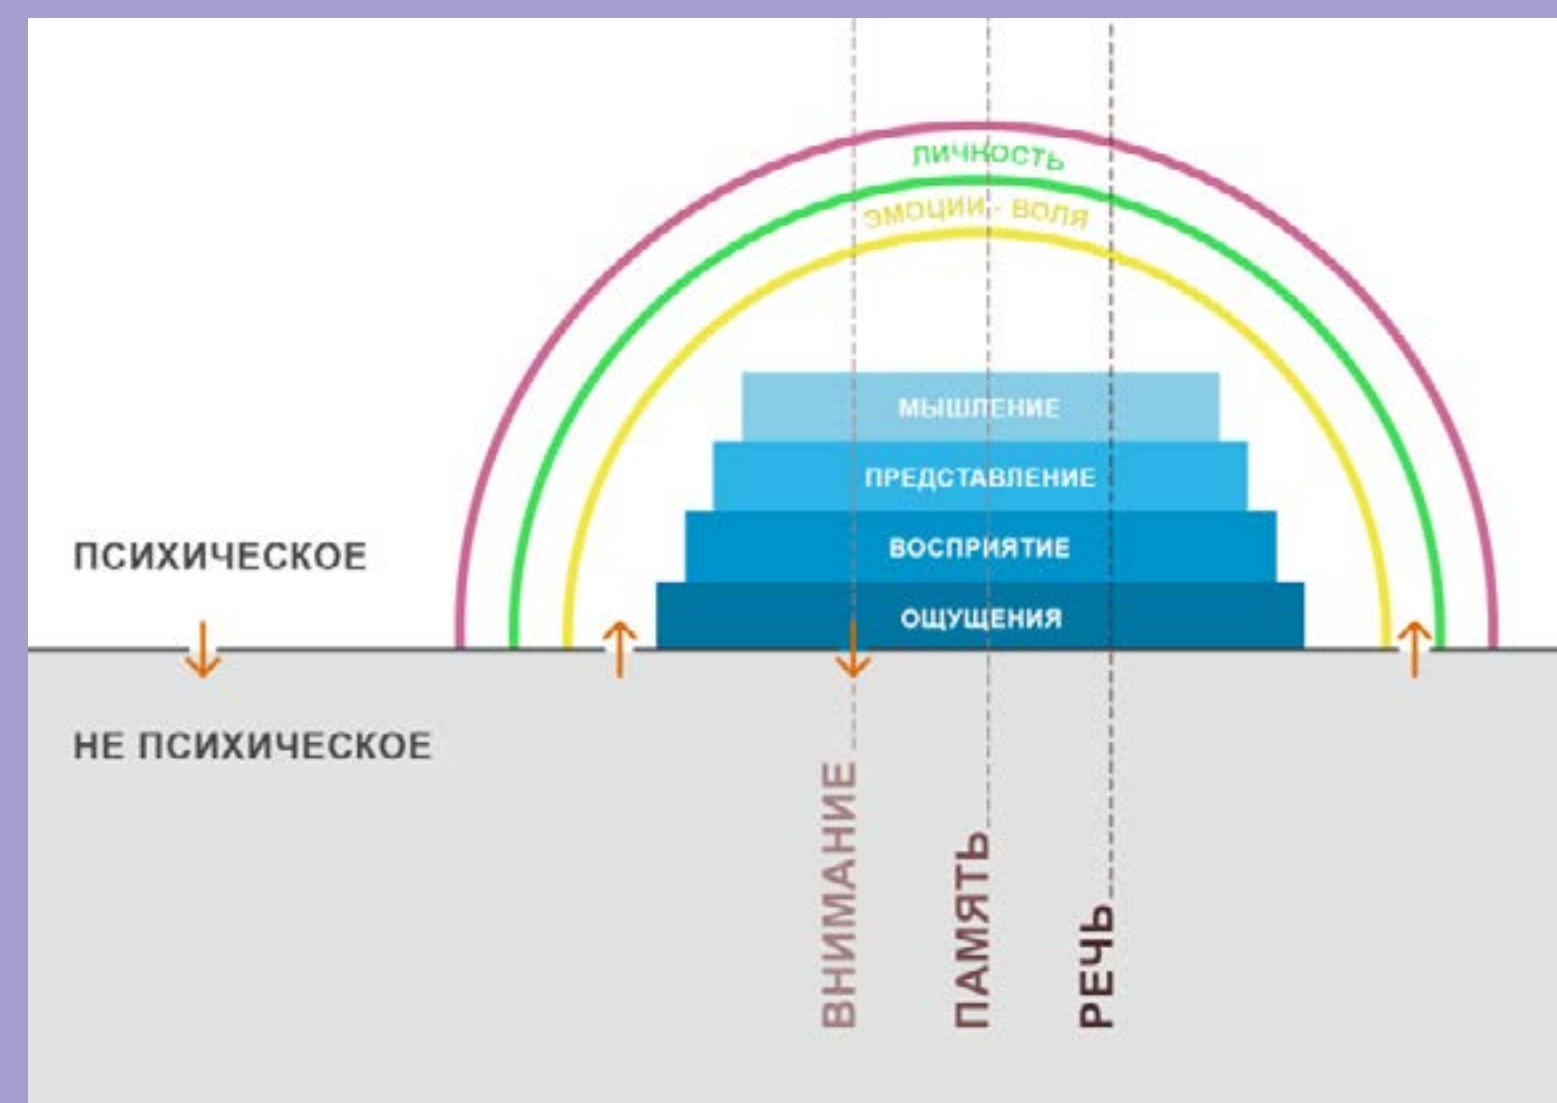 ЛИЧНОСТЬ
ЭМОЦИИ - ВОЛЯ
МЫШЛЕНИЕ
ПРЕДСТАВЛЕНИЕ
ВОСПРИЯТИЕ
ОЩУЩЕНИЯ
ПСИХИЧЕСКОЕ
НЕ ПСИХИЧЕСКОЕ
ВНИМАНИЕ
ПАМЯТЬ
РЕЧЬ